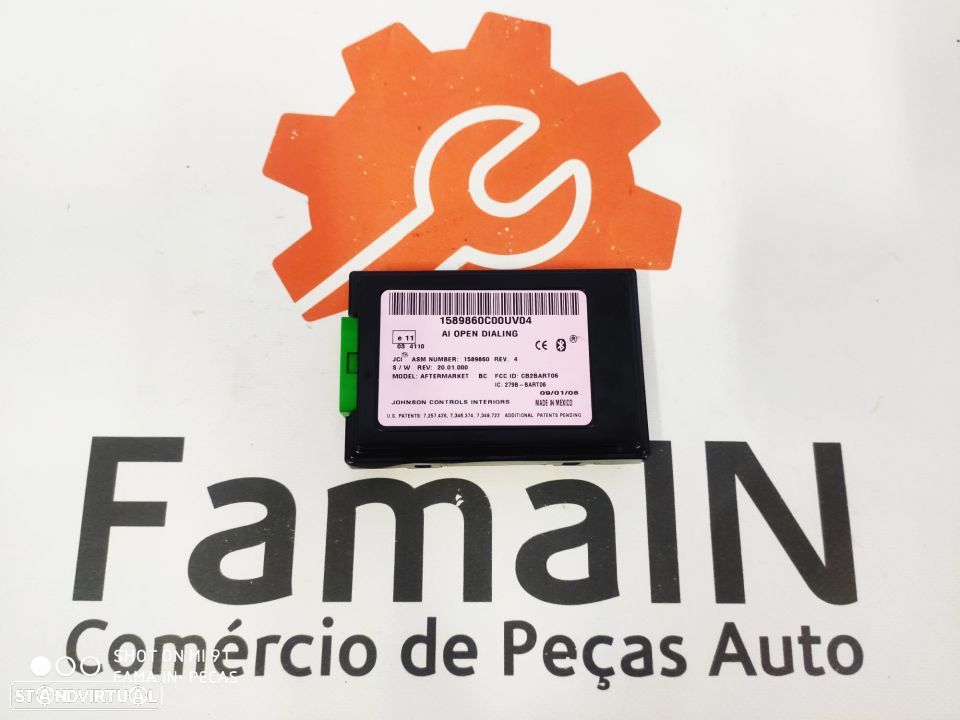 1589860C00UV04
AI OPEN DIALING
e 11
03 4110
CE
JCI ASM NUMBER: 1589860 REV. 4
S / W REV: 20.01.000
MODEL: AFTERMARKET BC FCC ID: CB2BART06
IC: 279B-BART06
09/01/08
JOHNSON CONTROLS INTERIORS MADE IN MEXICO
U.S. PATENTS: 7,257,426, 7,346,374, 7,349,722 ADDITIONAL PATENTS PENDING
FamaIN
Comércio de Peças Auto
SHOT ON MI 9T
FAMA IN- PEÇAS
STANDVIRTUAL